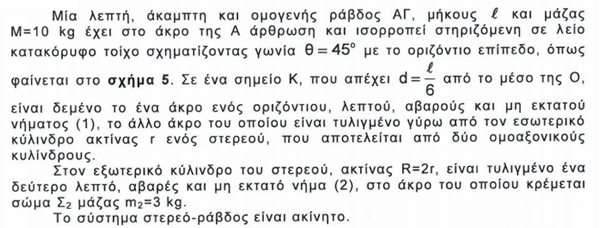 Μία λεπτή, άκαμπτη και ομογενής ράβδος ΑΓ, μήκους ℓ και μάζας
M=10 kg έχει στο άκρο της Α άρθρωση και ισορροπεί στηριζόμενη σε λείο
κατακόρυφο τοίχο σχηματίζοντας γωνία θ=45° με το οριζόντιο επίπεδο, όπως
φαίνεται στο σχήμα 5. Σε ένα σημείο Κ, που απέχει d=ℓ/6 από το μέσο της Ο,
είναι δεμένο το ένα άκρο ενός οριζόντιου, λεπτού, αβαρούς και μη εκτατού
νήματος (1), το άλλο άκρο του οποίου είναι τυλιγμένο γύρω από τον εσωτερικό
κύλινδρο ακτίνας r ενός στερεού, που αποτελείται από δύο ομοαξονικούς
κυλίνδρους.
Στον εξωτερικό κύλινδρο του στερεού, ακτίνας R=2r, είναι τυλιγμένο ένα
δεύτερο λεπτό, αβαρές και μη εκτατό νήμα (2), στο άκρο του οποίου κρέμεται
σώμα Σ2 μάζας m2=3 kg.
Το σύστημα στερεό-ράβδος είναι ακίνητο.